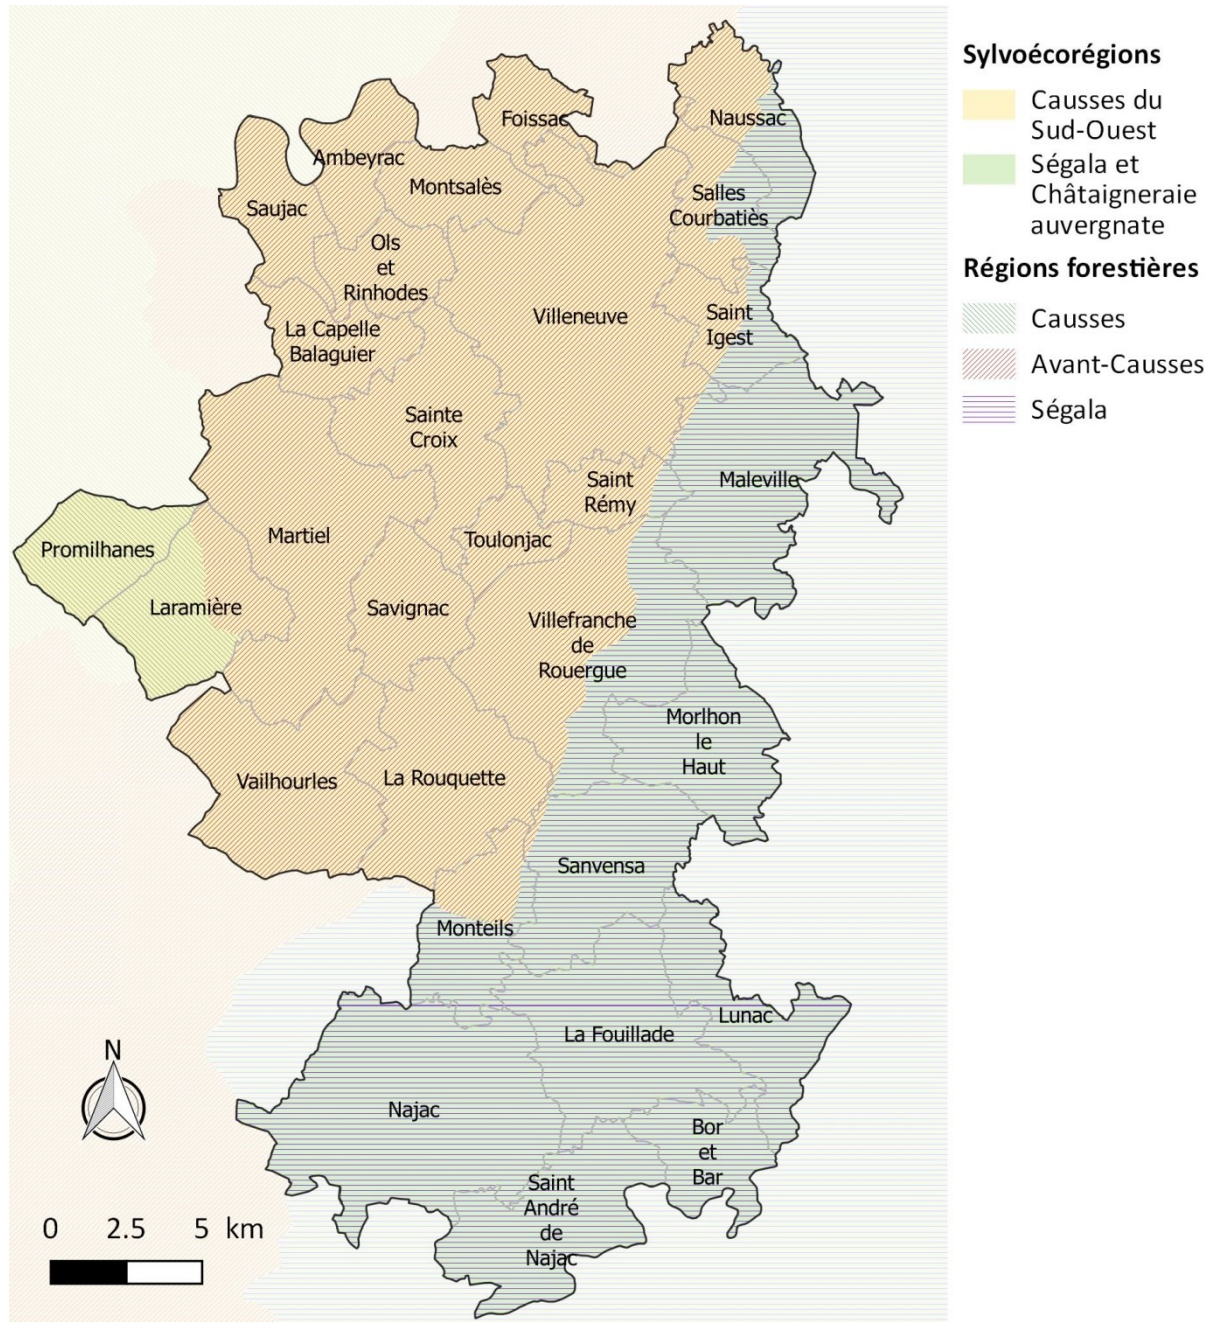 Sylvoécorégions
Causses du
Sud-Ouest
Ségala et
Châtaigneraie
auvergnate
Régions forestières
Causses
Avant-Causses
Ségala
Foissac
Naussac
Ambeyrac
Montsalès
Salles
Courbatiès
Saujac
Ols
et
Rinhodes
Villeneuve
Saint
Igest
La Capelle
Balaguier
Sainte
Croix
Saint
Rémy
Maleville
Martiel
Toulonjac
Promilhanes
Laramière
Savignac
Villefranche
de
Rouergue
Morlhon
le
Haut
Vailhourles
La Rouquette
Sanvensa
Monteils
Lunac
La Fouillade
Najac
Bor
et
Bar
Saint
André
de
Najac
N
0 2.5 5 km